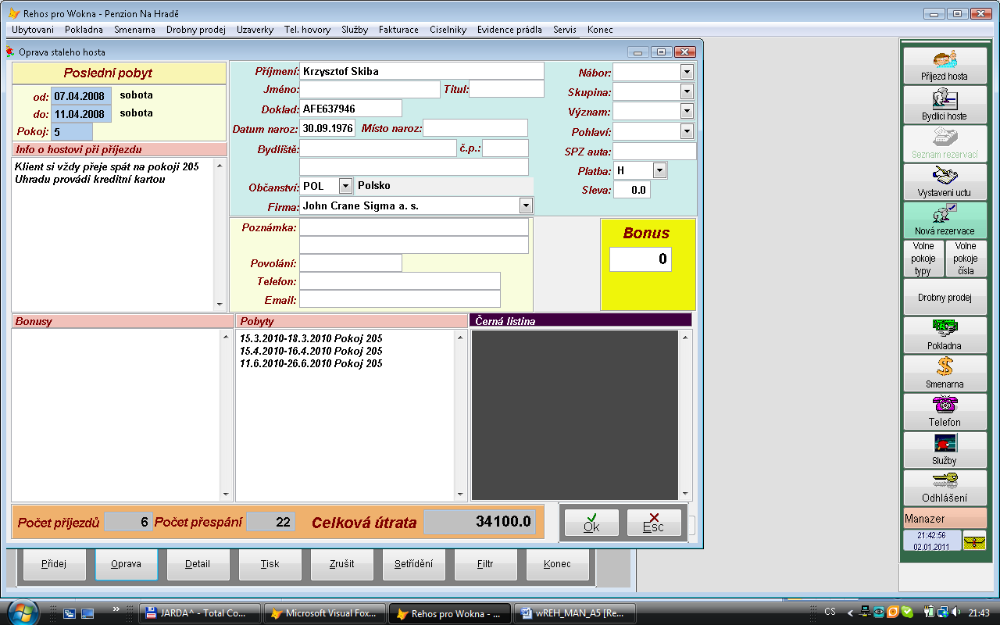 Rehos pro Wokna - Penzion Na Hradě
Ubytovani Pokladna Smenarna Drobny prodej Uzaverky Tel. hovory Služby Fakturace Ciselniky Evidence prádla Servis Konec
Oprava staleho hosta
Poslední pobyt
od: 07.04.2008 sobota
do: 11.04.2008 sobota
Pokoj: 5
Info o hostovi při příjezdu
Klient si vždy přeje spát na pokoji 205
Uhradu provádi kreditní kartou
Příjmení: Krzysztof Skiba
Jméno: Titul:
Doklad: AFE637946
Datum naroz: 30.09.1976 Místo naroz:
Bydliště: č.p.:
Občanství: POL Polsko
Firma: John Crane Sigma a. s.
Nábor:
Skupina:
Význam:
Pohlaví:
SPZ auta:
Platba: H
Sleva: 0.0
Poznámka:
Povolání:
Telefon:
Email:
Bonus
0
Bonusy
Pobyty
15.3.2010-18.3.2010 Pokoj 205
15.4.2010-16.4.2010 Pokoj 205
11.6.2010-26.6.2010 Pokoj 205
Černá listina
Počet příjezdů 6 Počet přespání 22 Celková útrata 34100.0
Ok Esc
Přidej Oprava Detail Tisk Zrušit Setřídění Filtr Konec
Příjezd hosta
Bydlici hoste
Seznam rezervací
Vystaveni uctu
Nová rezervace
Volne pokoje typy
Volne pokoje čísla
Drobny prodej
Pokladna
Smenarna
Telefon
Služby
Odhlášení
Manazer
21:42:56
02.01.2011
JARDA^ - Total Co... Microsoft Visual Fox... Rehos pro Wokna - ... wREH_MAN_A5 [Re... CS 21:43